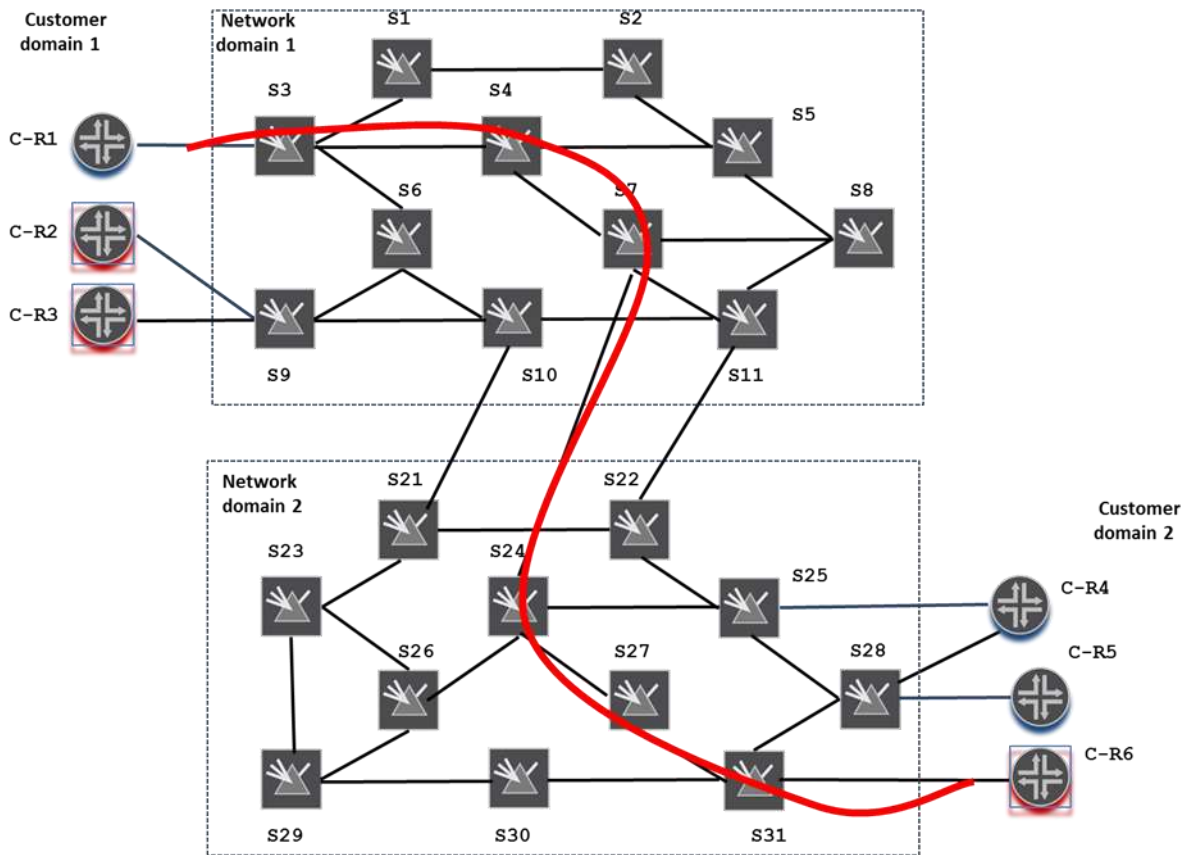 Customer
domain 1
Network
domain 1
S1
S2
S3
S4
S5
C-R1
S6
S7
S8
C-R2
C-R3
S9
S10
S11
Network
domain 2
S21
S22
Customer
domain 2
S23
S24
S25
C-R4
S26
S27
S28
C-R5
C-R6
S29
S30
S31